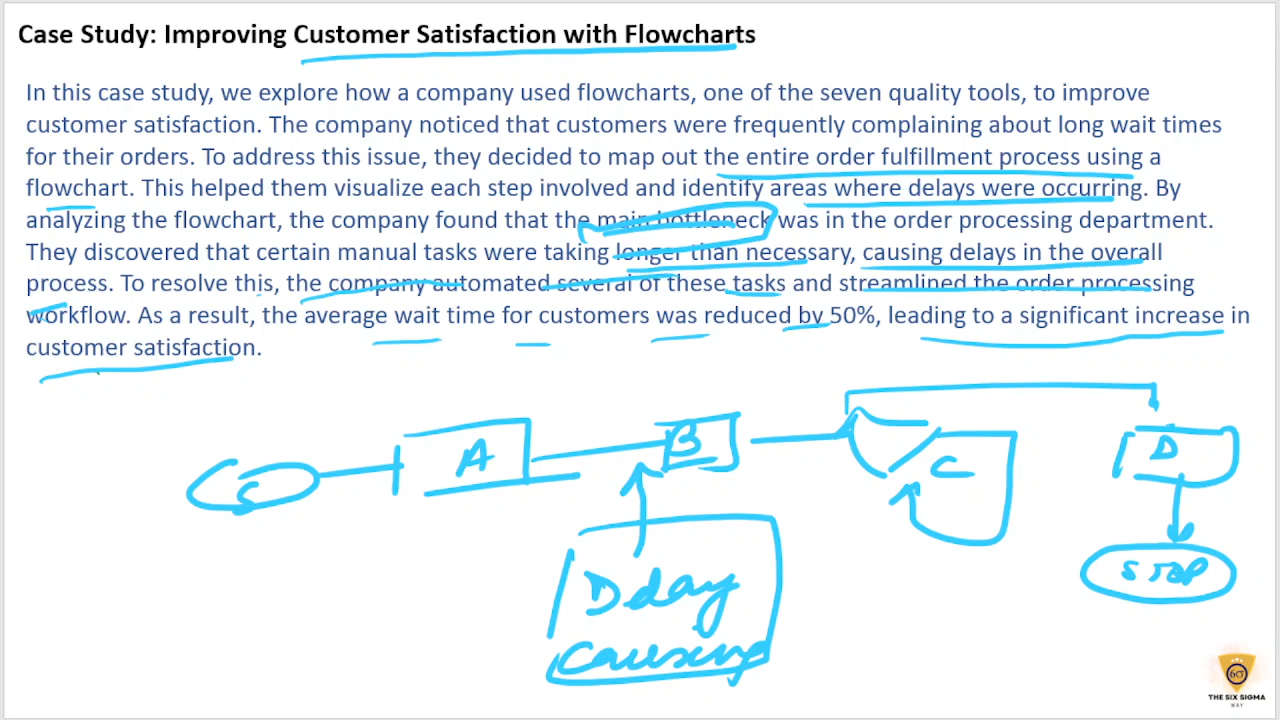 Case Study: Improving Customer Satisfaction with Flowcharts
In this case study, we explore how a company used flowcharts, one of the seven quality tools, to improve
customer satisfaction. The company noticed that customers were frequently complaining about long wait times
for their orders. To address this issue, they decided to map out the entire order fulfillment process using a
flowchart. This helped them visualize each step involved and identify areas where delays were occurring. By
analyzing the flowchart, the company found that the main bottleneck was in the order processing department.
They discovered that certain manual tasks were taking longer than necessary, causing delays in the overall
process. To resolve this, the company automated several of these tasks and streamlined the order processing
workflow. As a result, the average wait time for customers was reduced by 50%, leading to a significant increase in
customer satisfaction.
S
A
B
C
D
Delay
Causing
STOP
6σ
THE SIX SIGMA
WAY